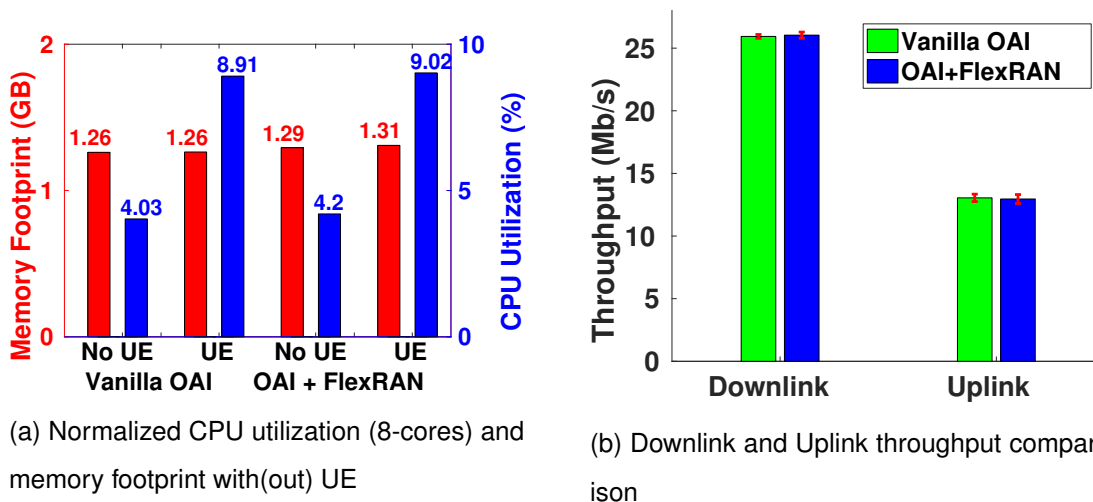 Memory Footprint (GB)
2
1
0
1.26
4.03
1.26
8.91
1.29
4.2
1.31
9.02
10
5
0
CPU Utilization (%)
No UE UE No UE UE
Vanilla OAI OAI + FlexRAN
(a) Normalized CPU utilization (8-cores) and
memory footprint with(out) UE
Throughput (Mb/s)
25
20
15
10
5
0
Vanilla OAI
OAI+FlexRAN
Downlink Uplink
(b) Downlink and Uplink throughput compar
ison